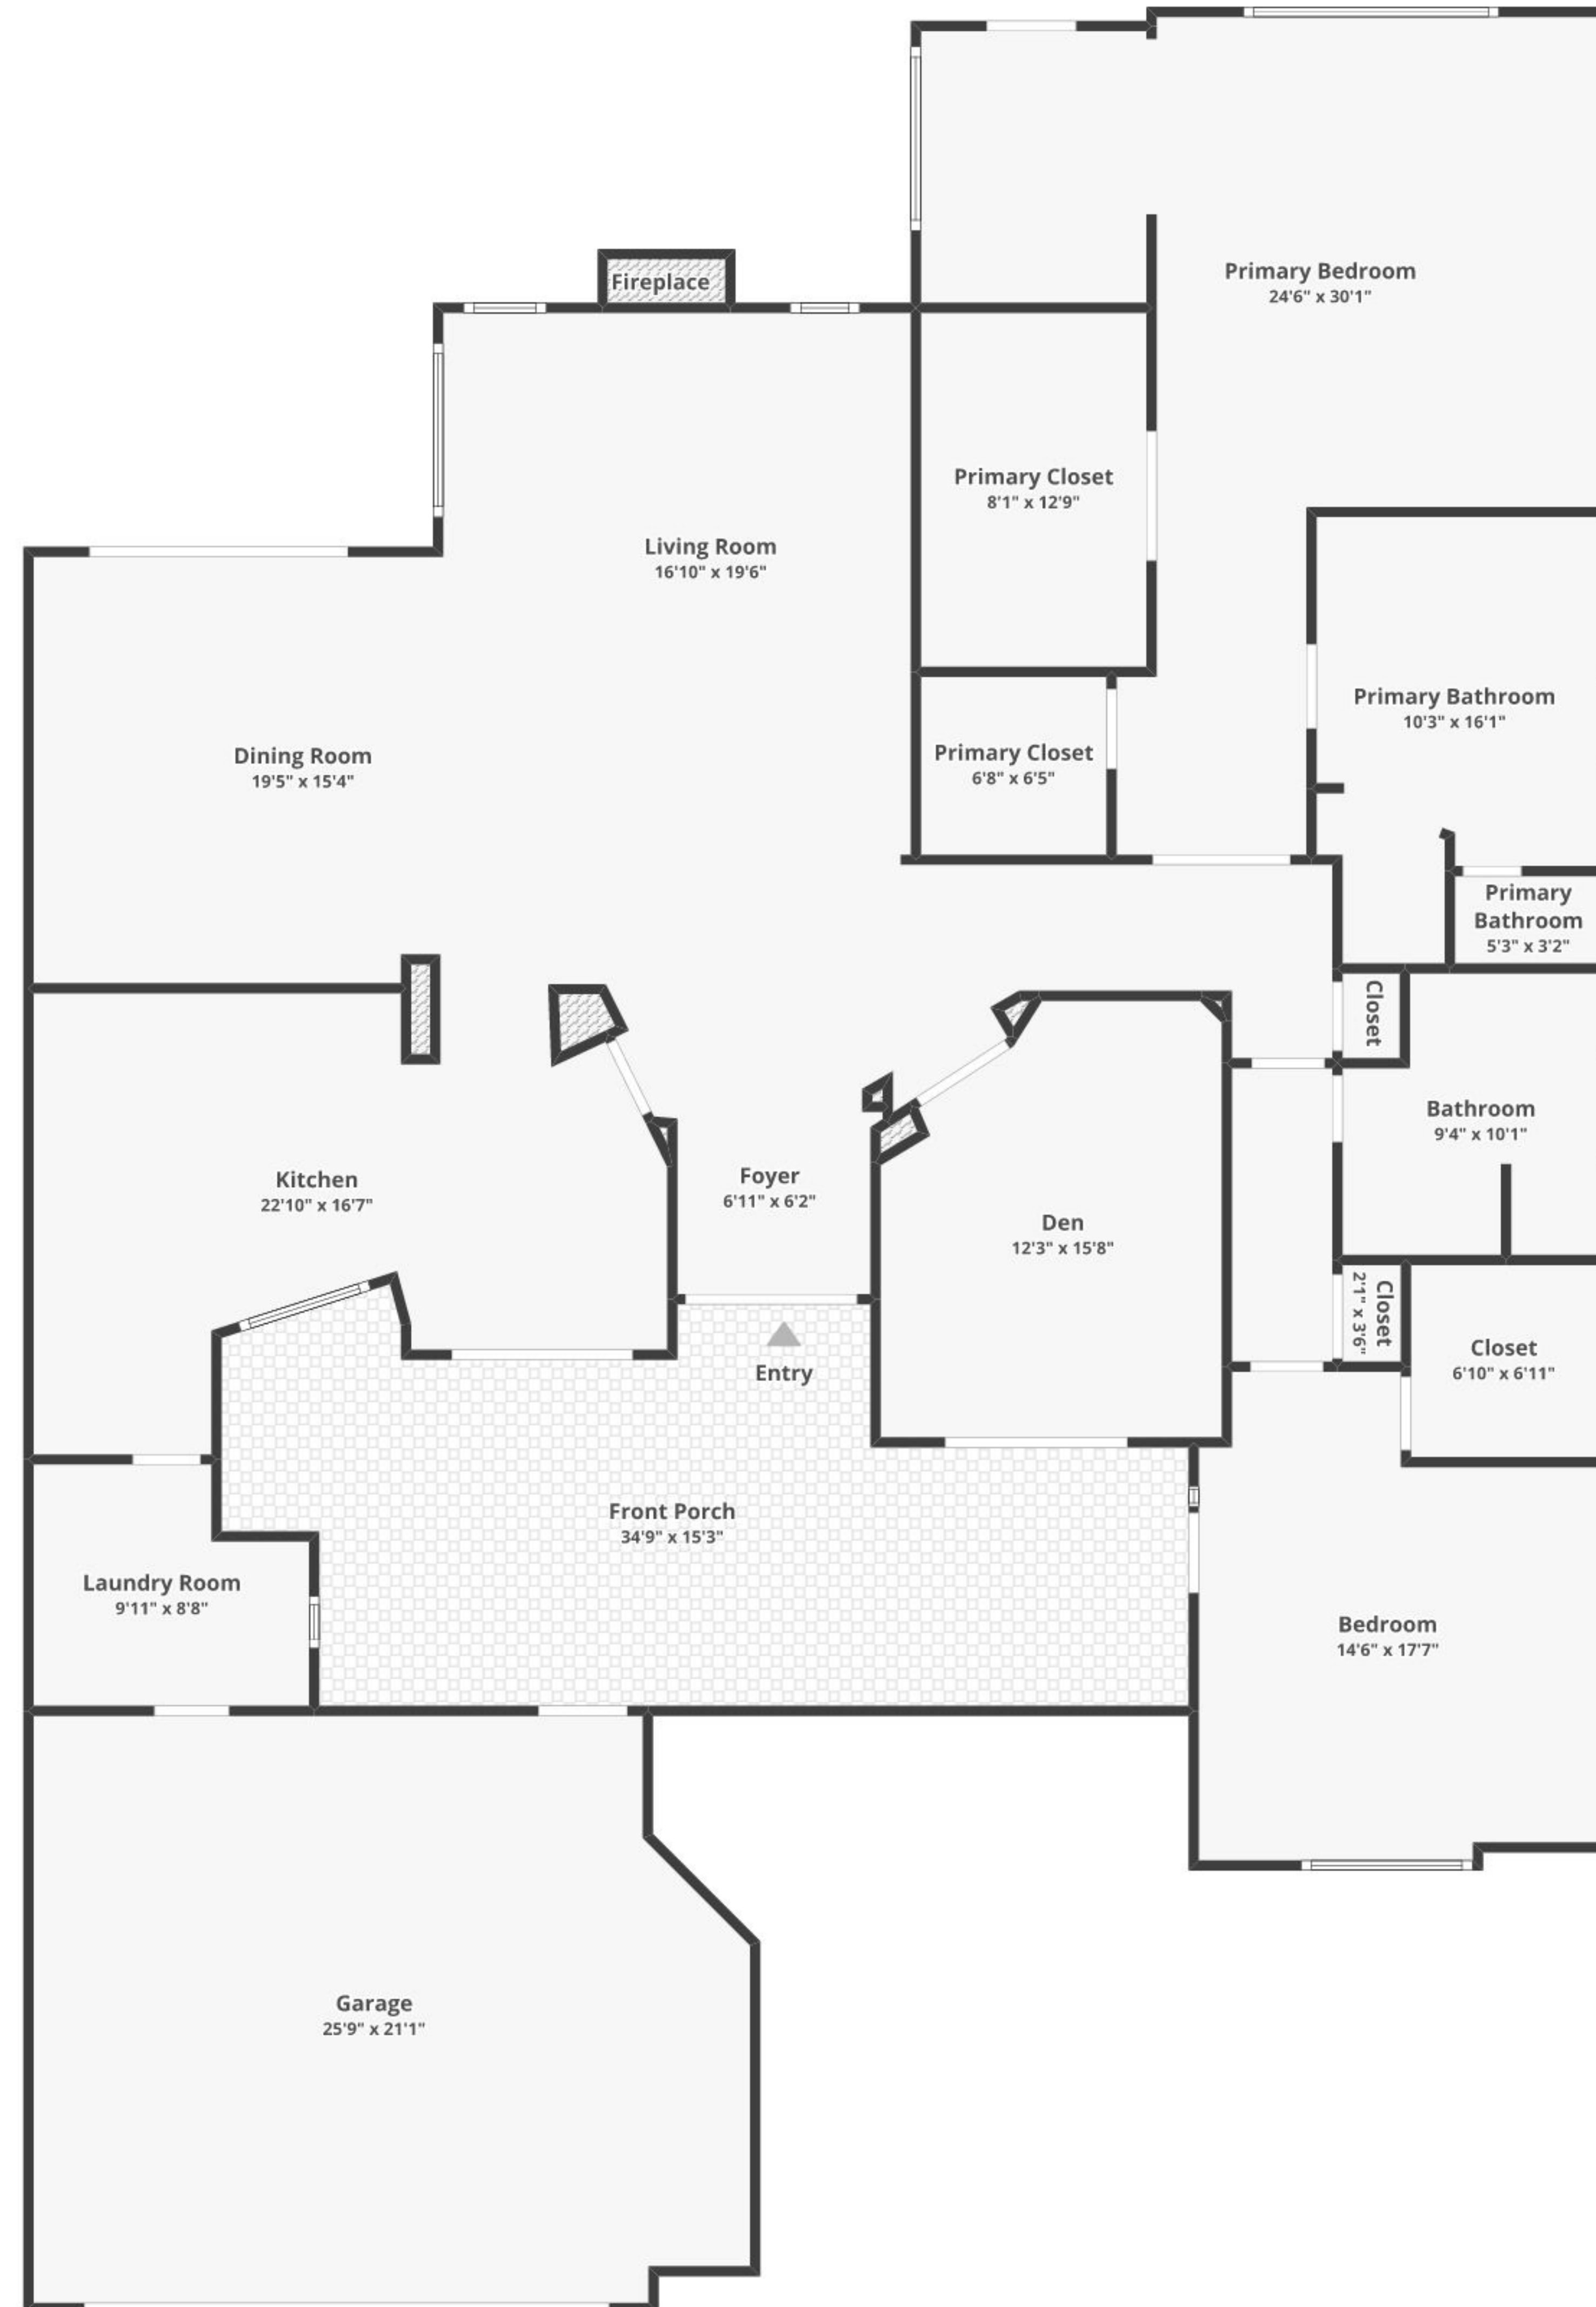 Fireplace
Primary Bedroom
24'6" x 30'1"
Primary Closet
8'1" x 12'9"
Living Room
16'10" x 19'6"
Primary Bathroom
10'3" x 16'1"
Dining Room
19'5" x 15'4"
Primary Closet
6'8" x 6'5"
Primary
Bathroom
5'3" x 3'2"
Closet
Bathroom
9'4" x 10'1"
Kitchen
22'10" x 16'7"
Foyer
6'11" x 6'2"
Den
12'3" x 15'8"
Closet
2'1" x 3'6"
Closet
6'10" x 6'11"
Entry
Front Porch
34'9" x 15'3"
Laundry Room
9'11" x 8'8"
Bedroom
14'6" x 17'7"
Garage
25'9" x 21'1"